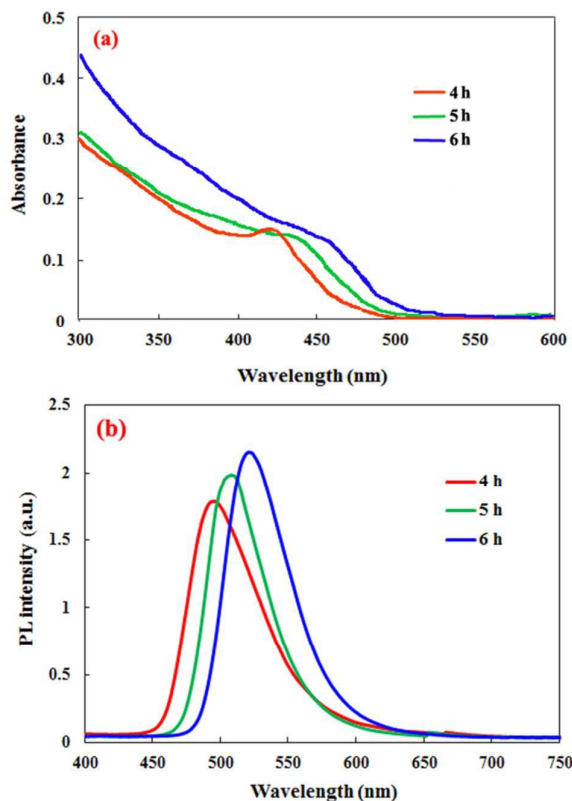 (a)
Absorbance
0.5
0.4
0.3
0.2
0.1
0
4 h
5 h
6 h
300 350 400 450 500 550 600
Wavelength (nm)
(b)
PL intensity (a.u.)
2.5
2
1.5
1
0.5
0
4 h
5 h
6 h
400 450 500 550 600 650 700 750
Wavelength (nm)